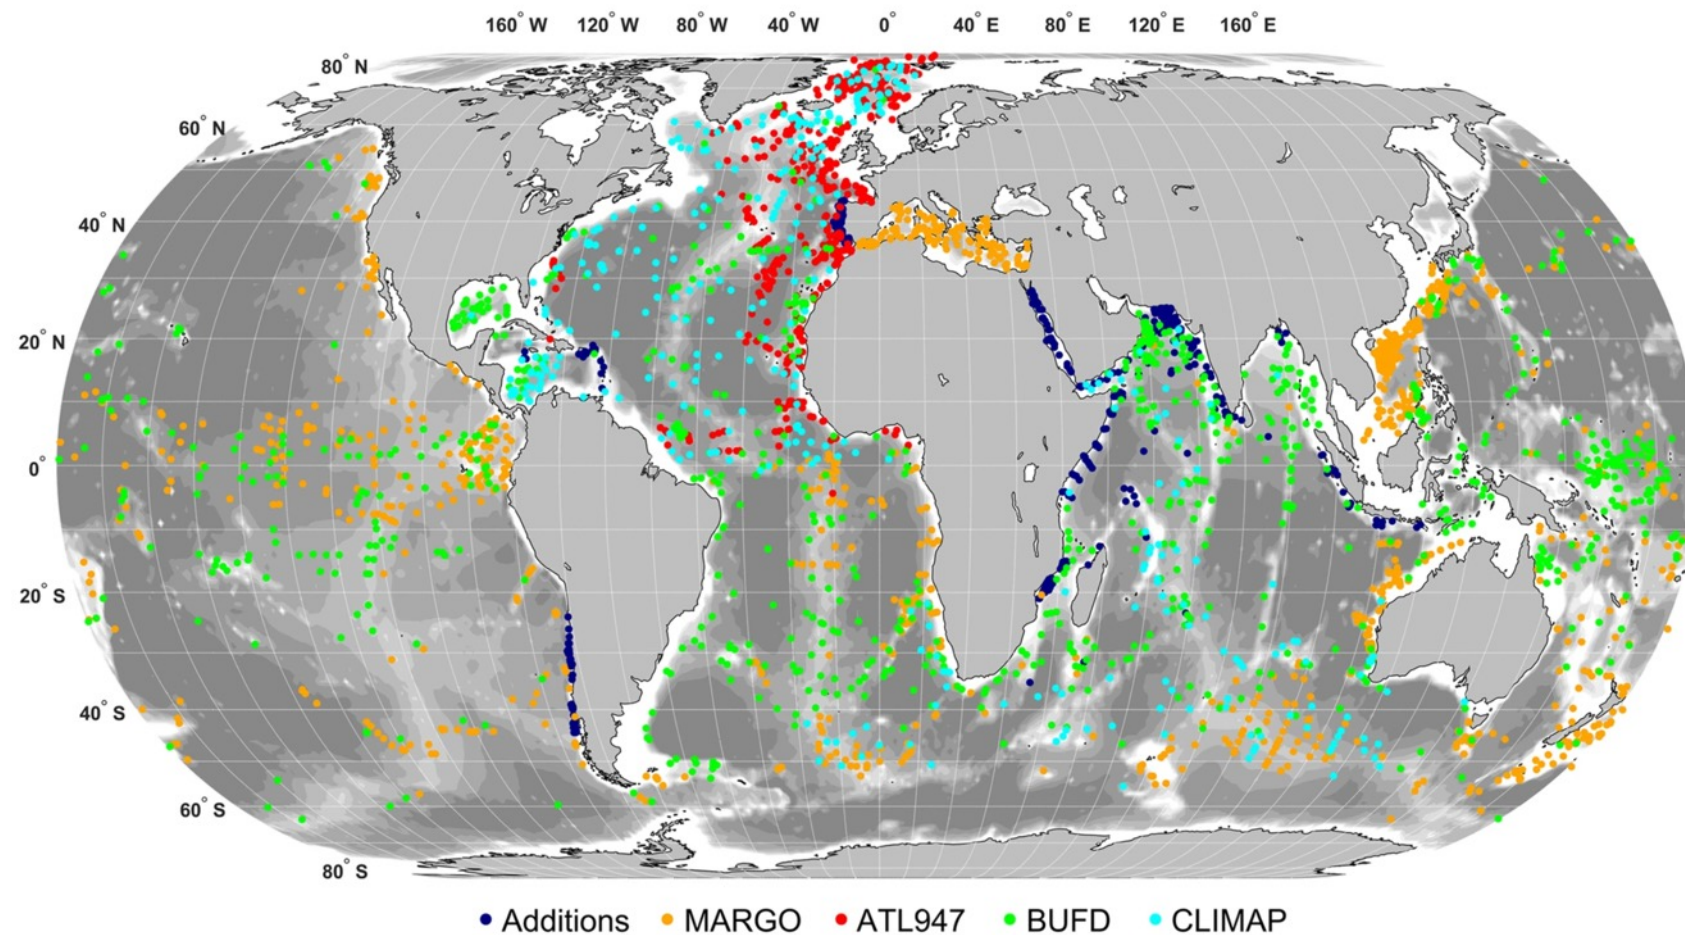 160° W 120° W 80° W 40° W 0° 40° E 80° E 120° E 160° E
80° N
60° N
40° N
20° N
0°
20° S
40° S
60° S
80° S
Additions MARGO ATL947 BUFD CLIMAP